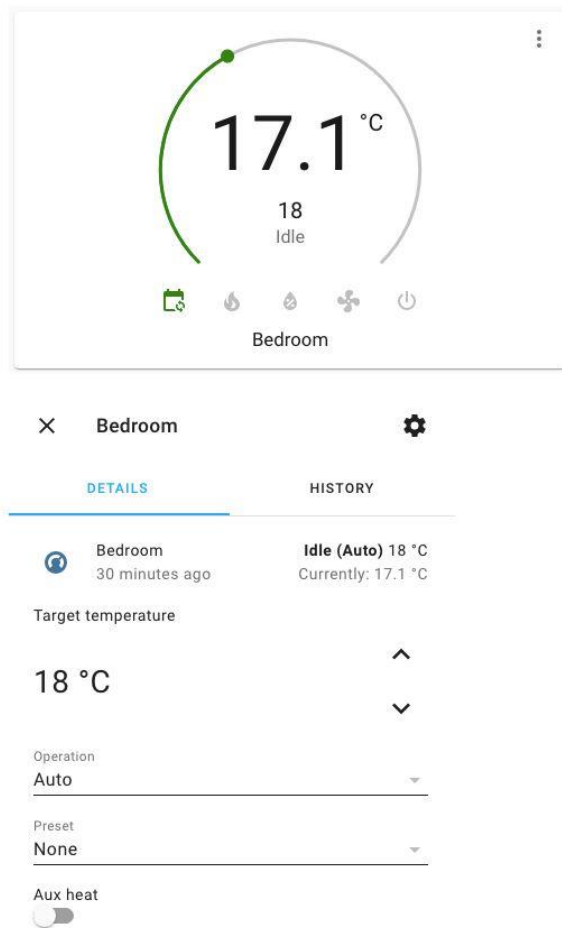 17.1 °C
18
Idle
Bedroom
Bedroom
DETAILS HISTORY
Bedroom Idle (Auto) 18 °C
30 minutes ago Currently: 17.1 °C
Target temperature
18 °C
Operation
Auto
Preset
None
Aux heat